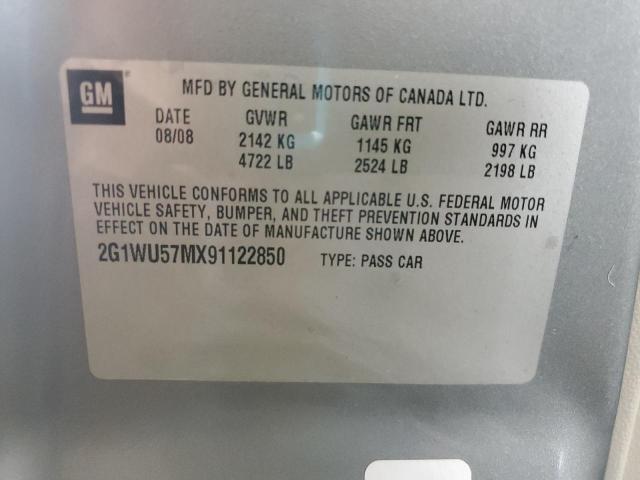 GM
MFD BY GENERAL MOTORS OF CANADA LTD.
DATE GVWR GAWR FRT GAWR RR
08/08 2142 KG 1145 KG 997 KG
4722 LB 2524 LB 2198 LB
THIS VEHICLE CONFORMS TO ALL APPLICABLE U.S. FEDERAL MOTOR
VEHICLE SAFETY, BUMPER, AND THEFT PREVENTION STANDARDS IN
EFFECT ON THE DATE OF MANUFACTURE SHOWN ABOVE.
2G1WU57MX91122850 TYPE: PASS CAR